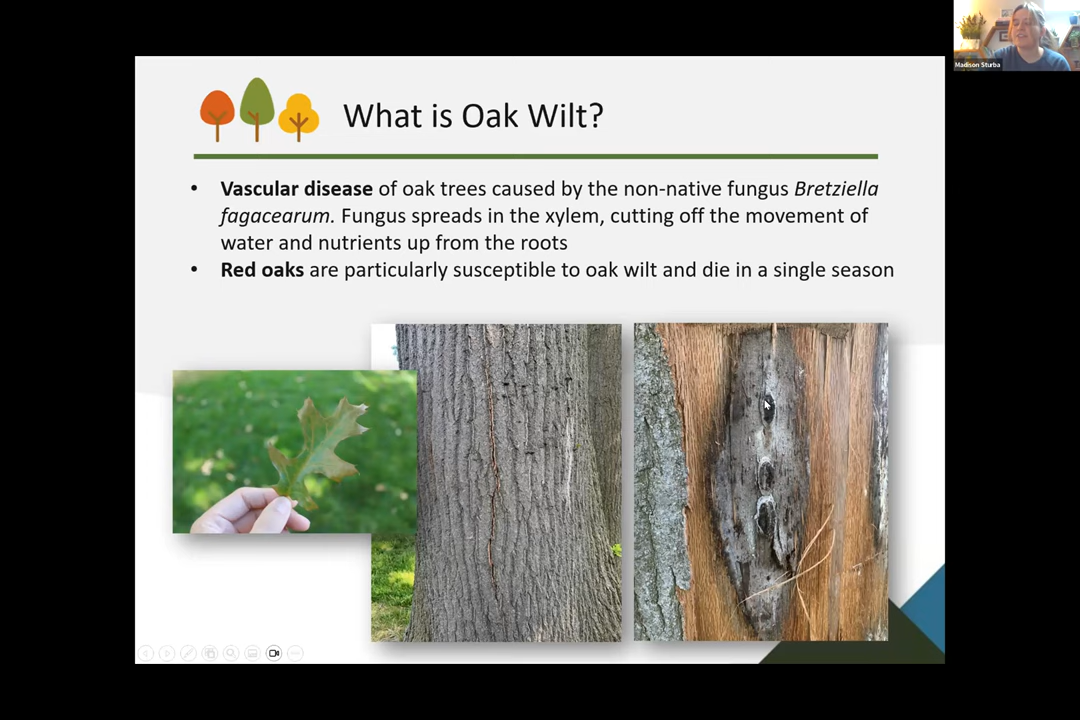 Madison Sturba
What is Oak Wilt?
• Vascular disease of oak trees caused by the non-native fungus Bretziella
fagacearum. Fungus spreads in the xylem, cutting off the movement of
water and nutrients up from the roots
• Red oaks are particularly susceptible to oak wilt and die in a single season